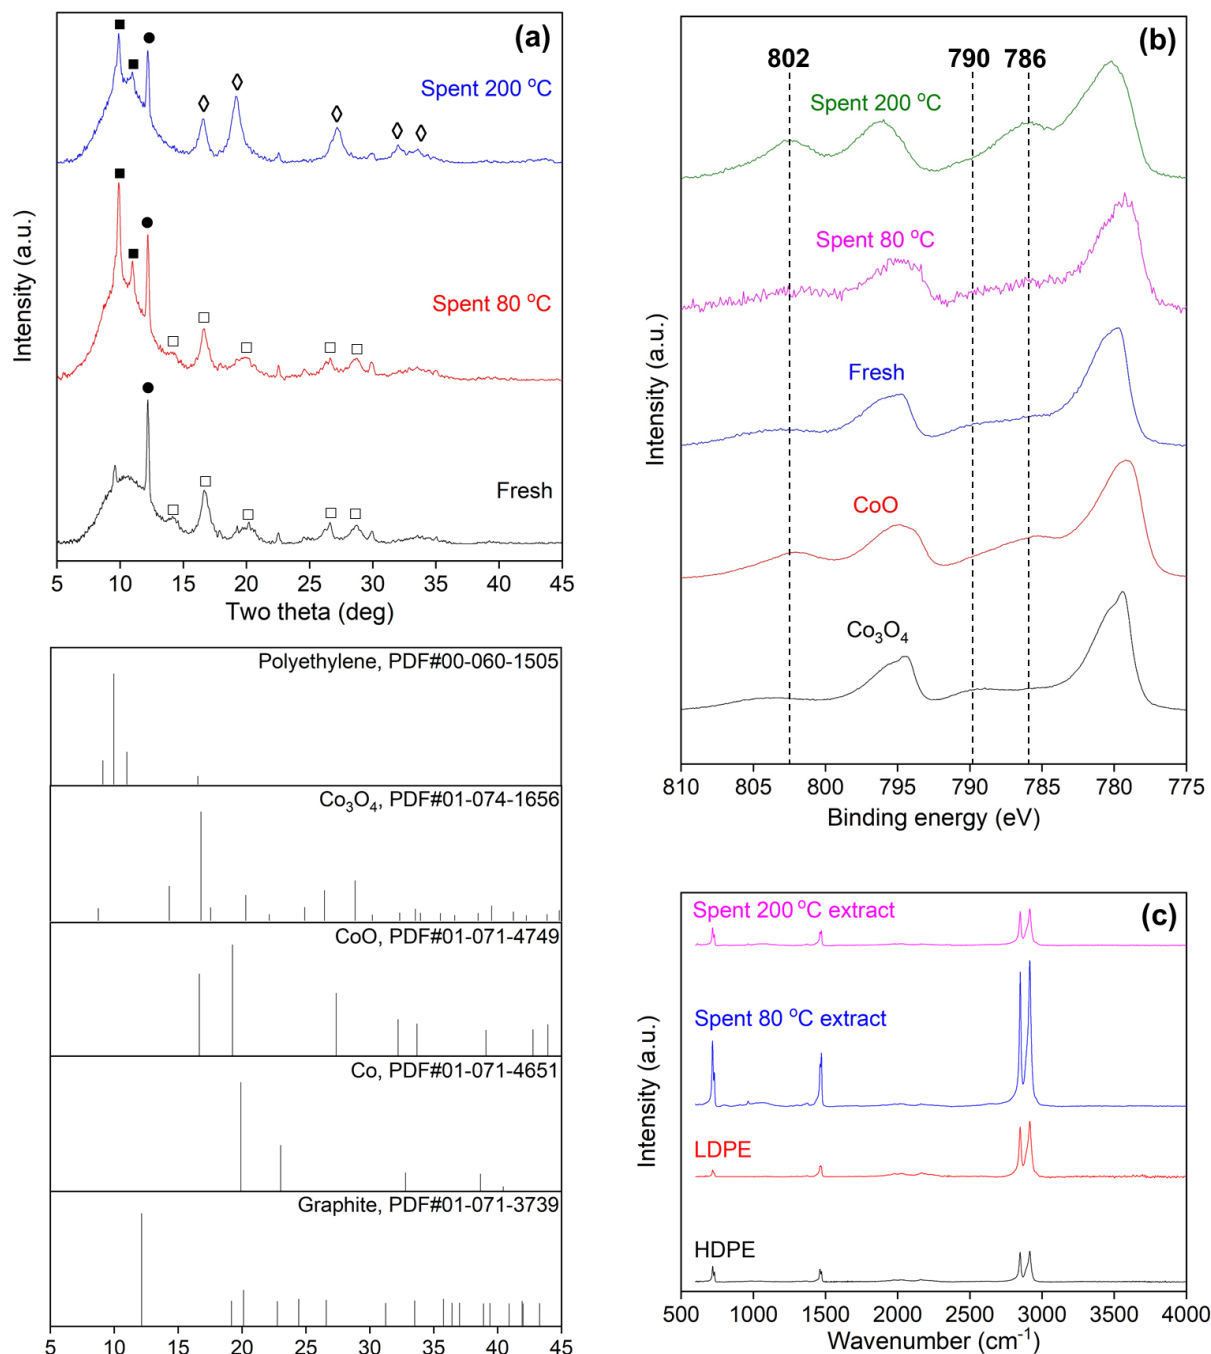 (a)
Spent 200 °C
Spent 80 °C
Fresh
Intensity (a.u.)
5 10 15 20 25 30 35 40 45
Two theta (deg)
Polyethylene, PDF#00-060-1505
Co₃O₄, PDF#01-074-1656
CoO, PDF#01-071-4749
Co, PDF#01-071-4651
Graphite, PDF#01-071-3739
5 10 15 20 25 30 35 40 45
(b)
802 790 786
Spent 200 °C
Spent 80 °C
Fresh
CoO
Co₃O₄
Intensity (a.u.)
810 805 800 795 790 785 780 775
Binding energy (eV)
(c)
Spent 200 °C extract
Spent 80 °C extract
LDPE
HDPE
Intensity (a.u.)
500 1000 1500 2000 2500 3000 3500 4000
Wavenumber (cm⁻¹)